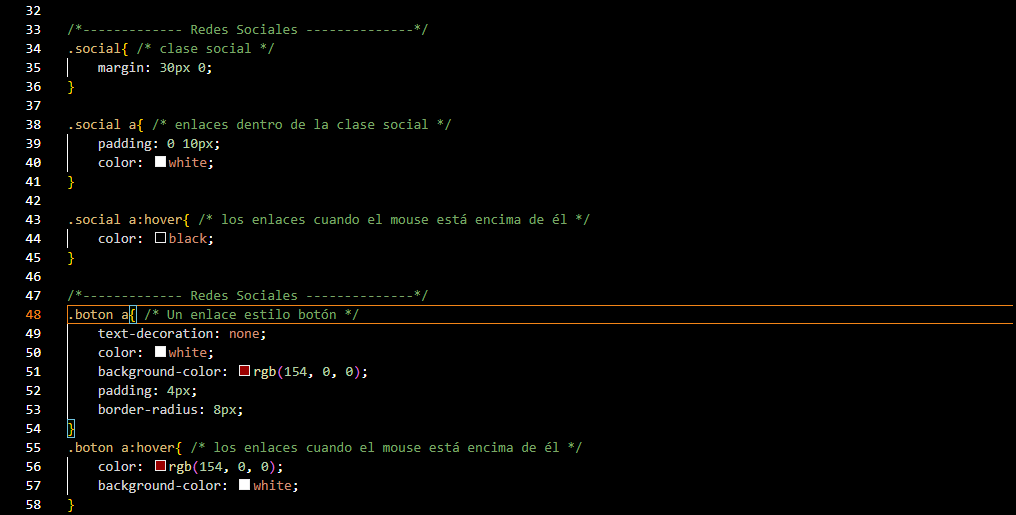 32
33 /*------------- Redes Sociales --------------*/
34 .social{ /* clase social */
35 margin: 30px 0;
36 }
37
38 .social a{ /* enlaces dentro de la clase social */
39 padding: 0 10px;
40 color: white;
41 }
42
43 .social a:hover{ /* los enlaces cuando el mouse está encima de él */
44 color: black;
45 }
46
47 /*------------- Redes Sociales --------------*/
48 .boton a{ /* Un enlace estilo botón */
49 text-decoration: none;
50 color: white;
51 background-color: rgb(154, 0, 0);
52 padding: 4px;
53 border-radius: 8px;
54 }
55 .boton a:hover{ /* los enlaces cuando el mouse está encima de él */
56 color: rgb(154, 0, 0);
57 background-color: white;
58 }